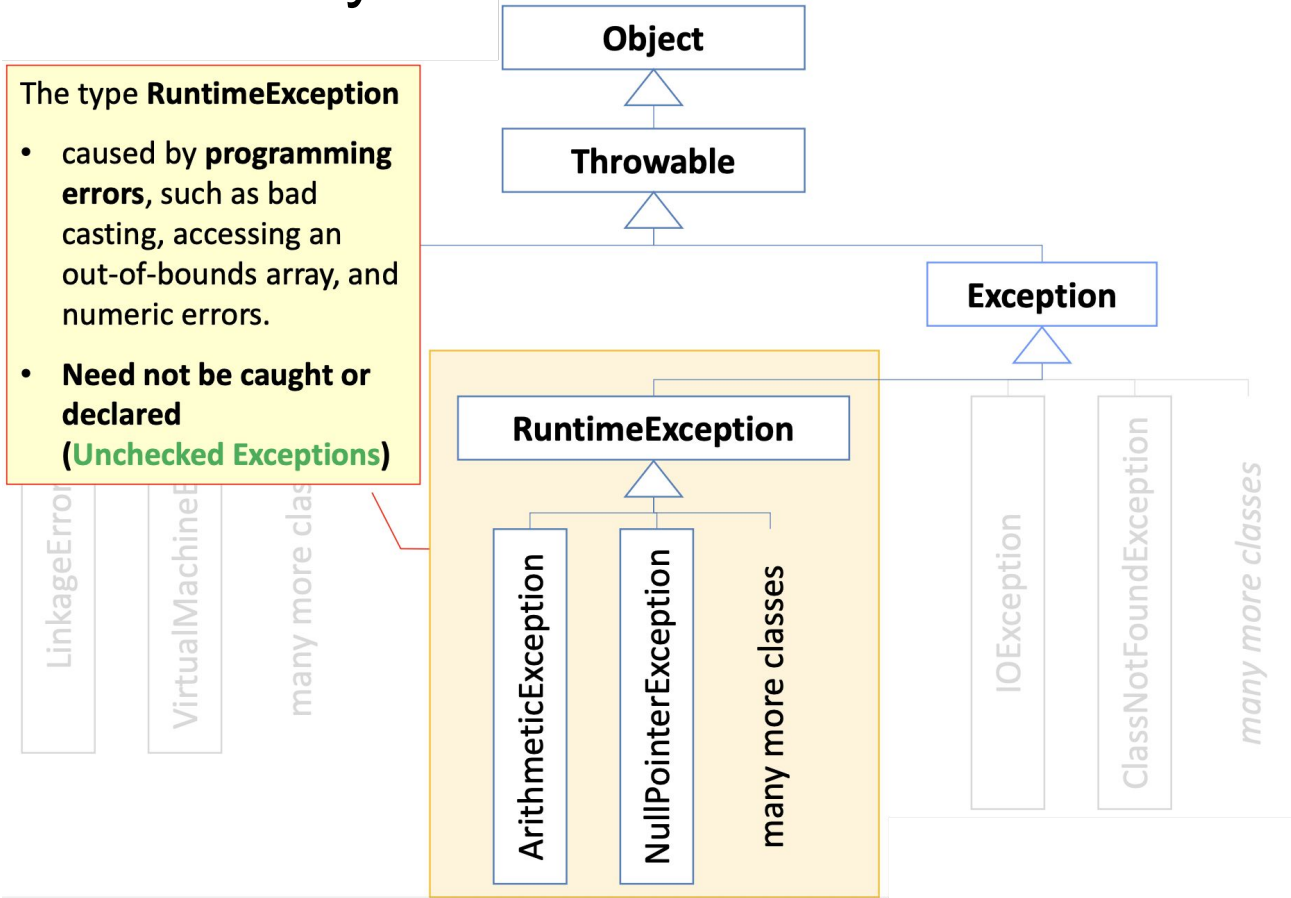 Object
The type RuntimeException
• caused by programming
errors, such as bad
casting, accessing an
out-of-bounds array, and
numeric errors.
• Need not be caught or
declared
(Unchecked Exceptions)
Throwable
Exception
RuntimeException
ArithmeticException
NullPointerException
many more classes
LinkageError
many more
IOException
ClassNotFoundException
many more classes